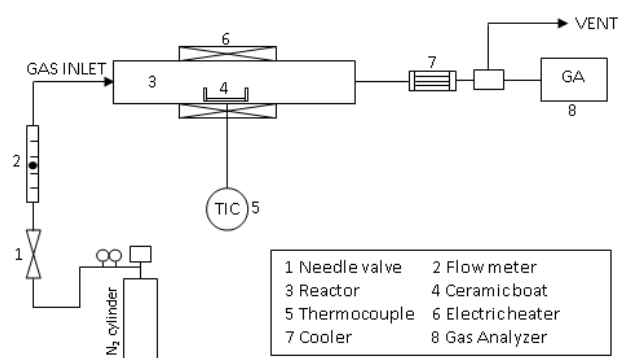 6
VENT
GAS INLET
7
3
4
GA
8
2
TIC
5
1
N₂ cylinder
1 Needle valve 2 Flow meter
3 Reactor 4 Ceramic boat
5 Thermocouple 6 Electric heater
7 Cooler 8 Gas Analyzer